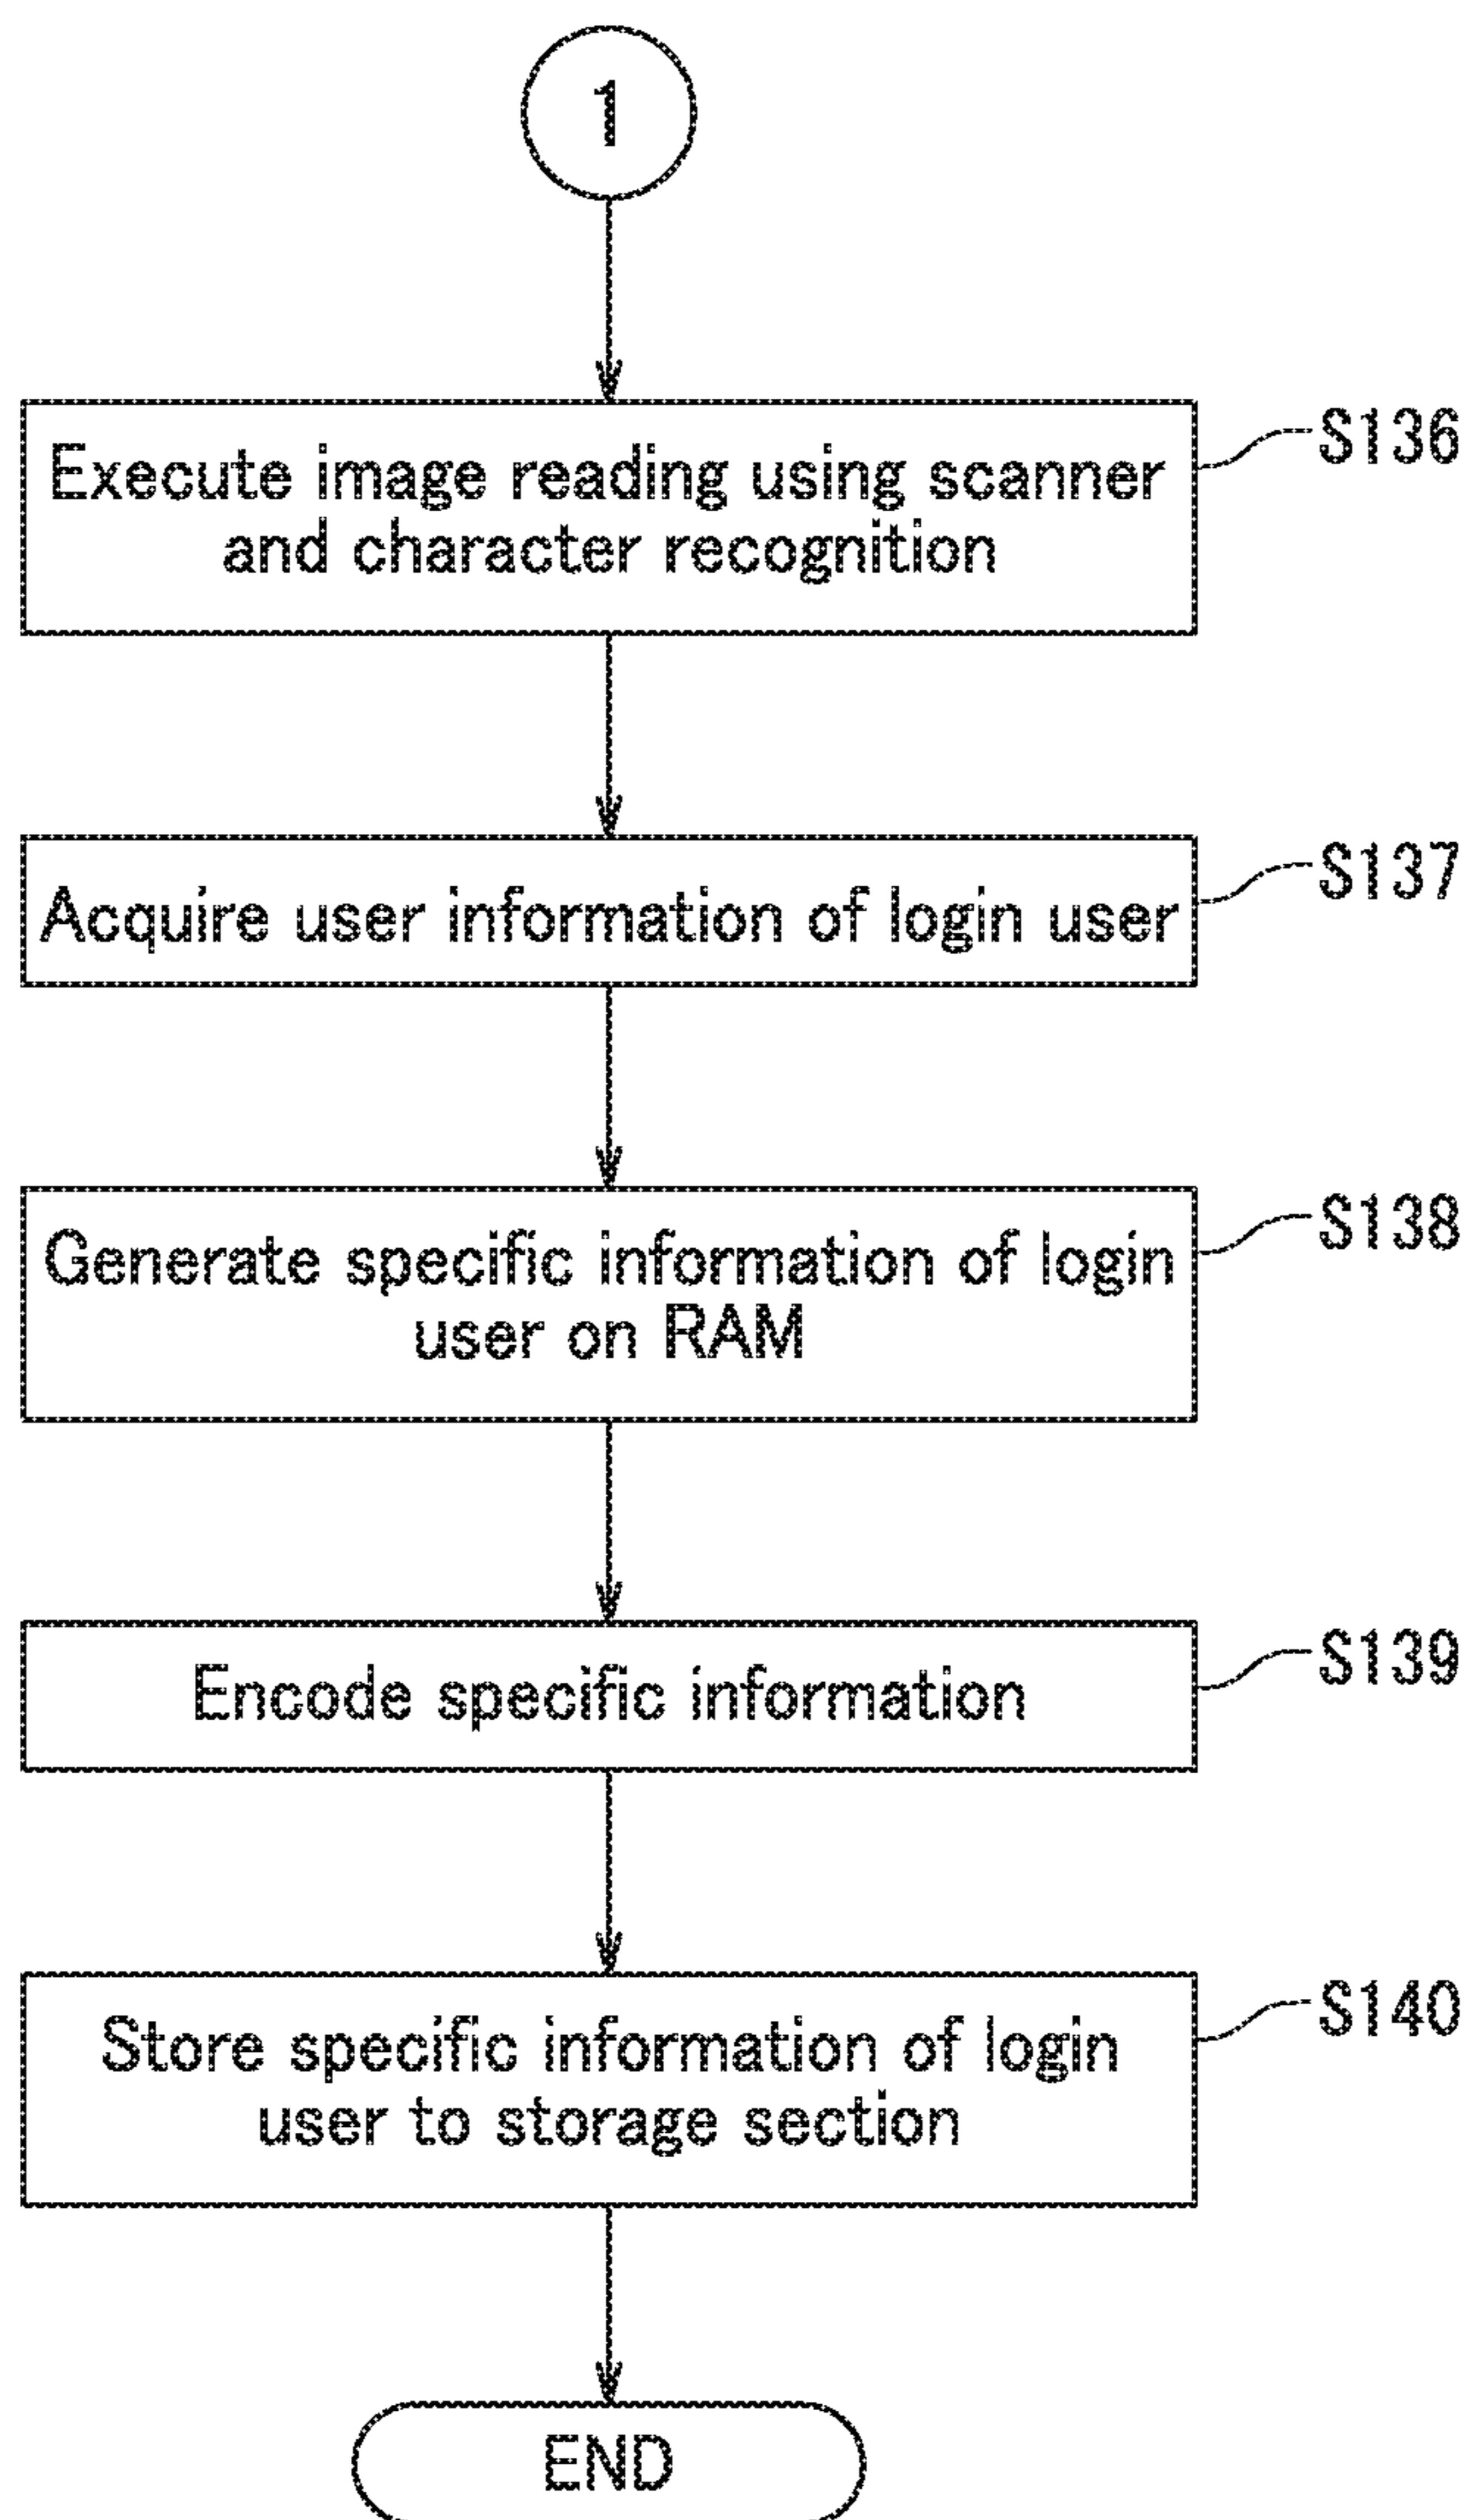 1
Execute image reading using scanner
and character recognition
S136
Acquire user information of login user
S137
Generate specific information of login
user on RAM
S138
Encode specific information
S139
Store specific information of login
user to storage section
S140
END